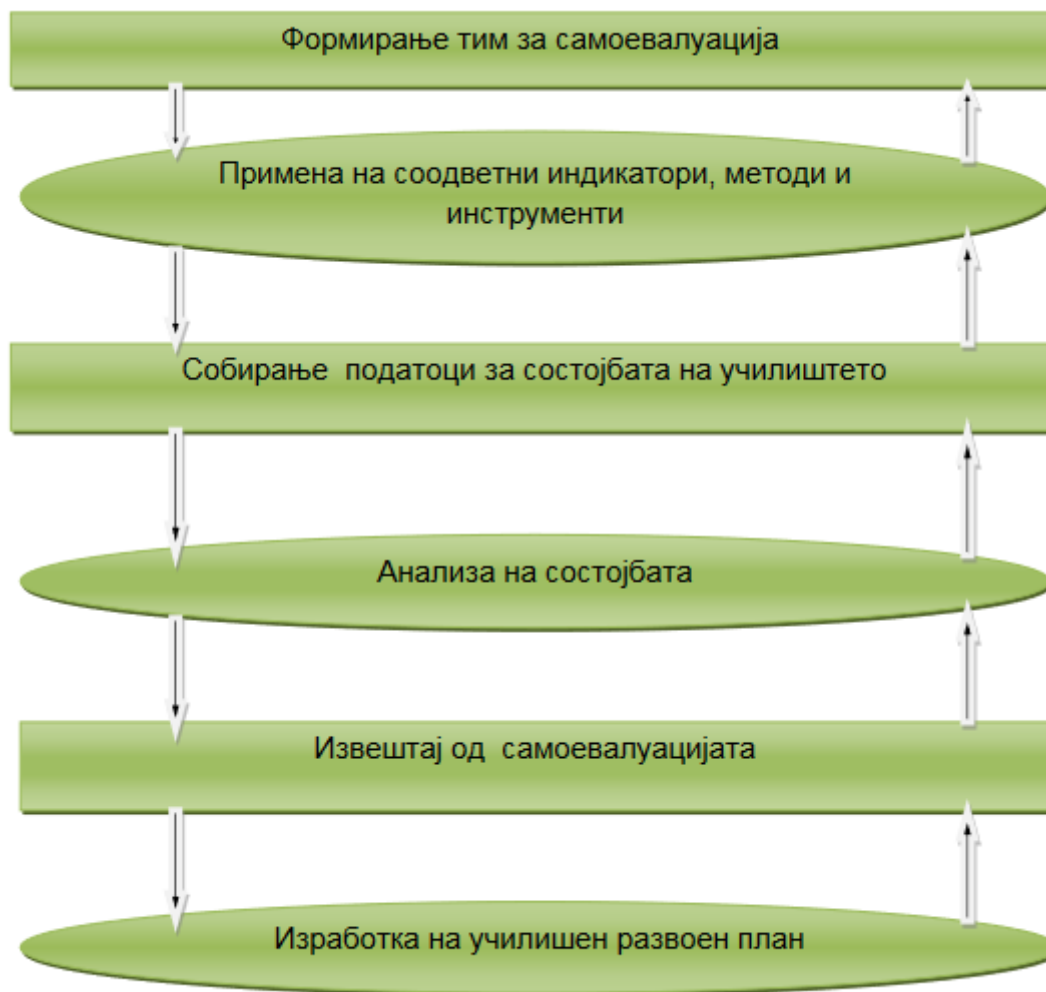 Формирање тим за самоевалуација
Примена на соодветни индикатори, методи и
инструменти
Собирање  податоци за состојбата на училиштето
Анализа на состојбата
Извештај од  самоевалуацијата
Изработка на училишен развоен план